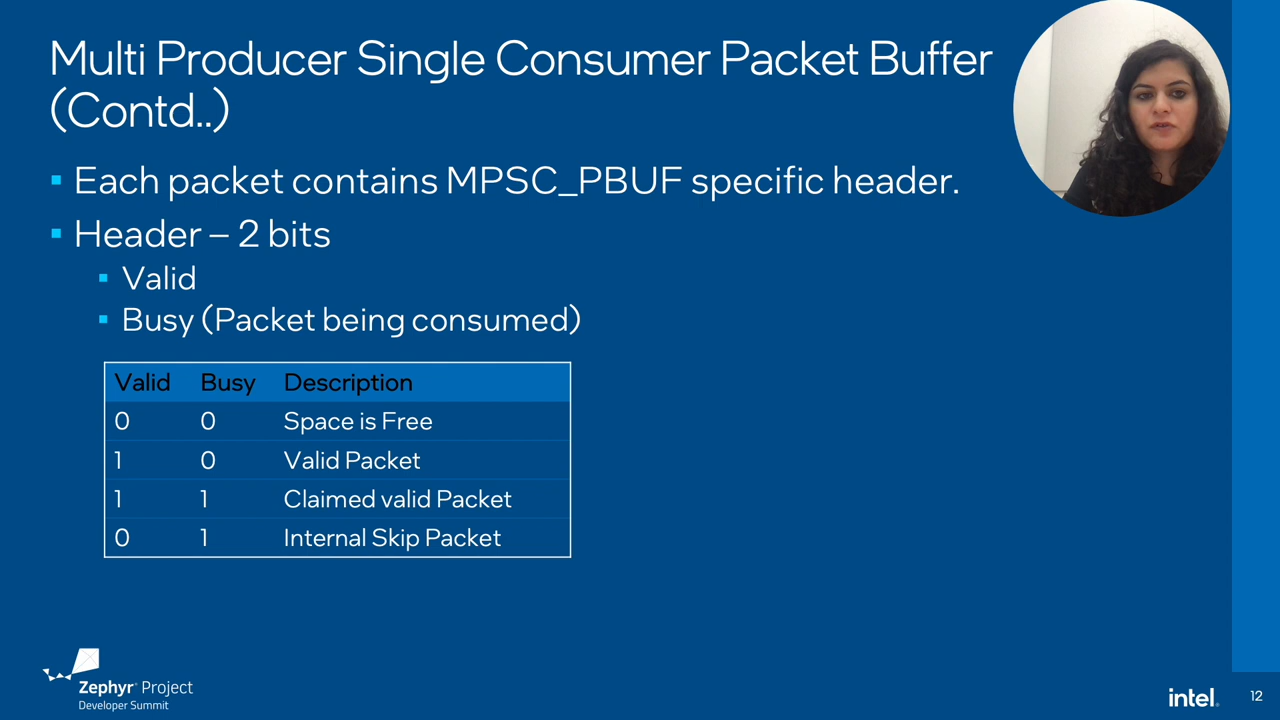 Multi Producer Single Consumer Packet Buffer
(Contd..)
Each packet contains MPSC_PBUF specific header.
Header – 2 bits
Valid
Busy (Packet being consumed)
Valid Busy Description
0 0 Space is Free
1 0 Valid Packet
1 1 Claimed valid Packet
0 1 Internal Skip Packet
Zephyr Project
Developer Summit
intel.
12